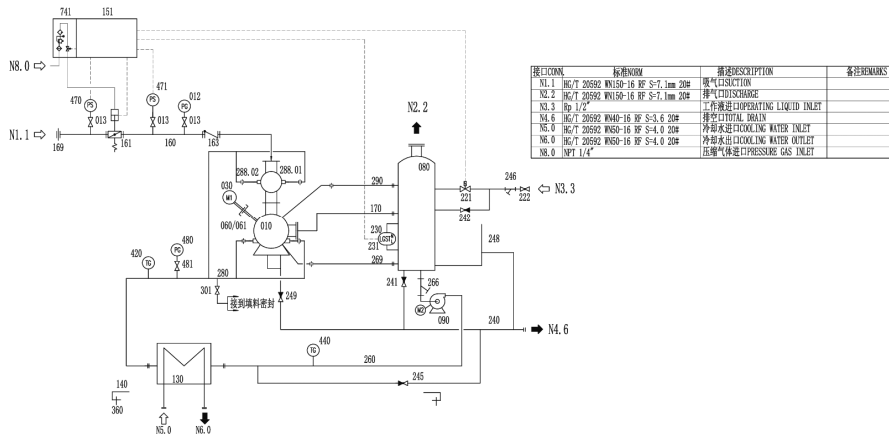 741 151
N8.0
470 PS
471 PS
012 PG
013 013 013
N1.1
169 161 160 163
N2.2
接口CONN. 标准NORM 描述DESCRIPTION 备注REMARKS
N1.1 HG/T 20592 WN150-16 RF S=7.1mm 20# 吸气口SUCTION
N2.2 HG/T 20592 WN150-16 RF S=7.1mm 20# 排气口DISCHARGE
N3.3 Rp 1/2" 工作液进口OPERATING LIQUID INLET
N4.6 HG/T 20592 WN40-16 RF S=3.6 20# 排空口TOTAL DRAIN
N5.0 HG/T 20592 WN50-16 RF S=4.0 20# 冷却水进口COOLING WATER INLET
N6.0 HG/T 20592 WN50-16 RF S=4.0 20# 冷却水出口COOLING WATER OUTLET
N8.0 NPT 1/4" 压缩气体进口PRESSURE GAS INLET
288.02 288.01
030 M1
060/061
010
290
170
269
080
230
231
221
242
246
222
N3.3
248
420 TG
480 PG
481
280
301
接到填料密封
249
241
266
M2
090
240
N4.6
440 TG
260
245
130
140
360
N5.0 N6.0